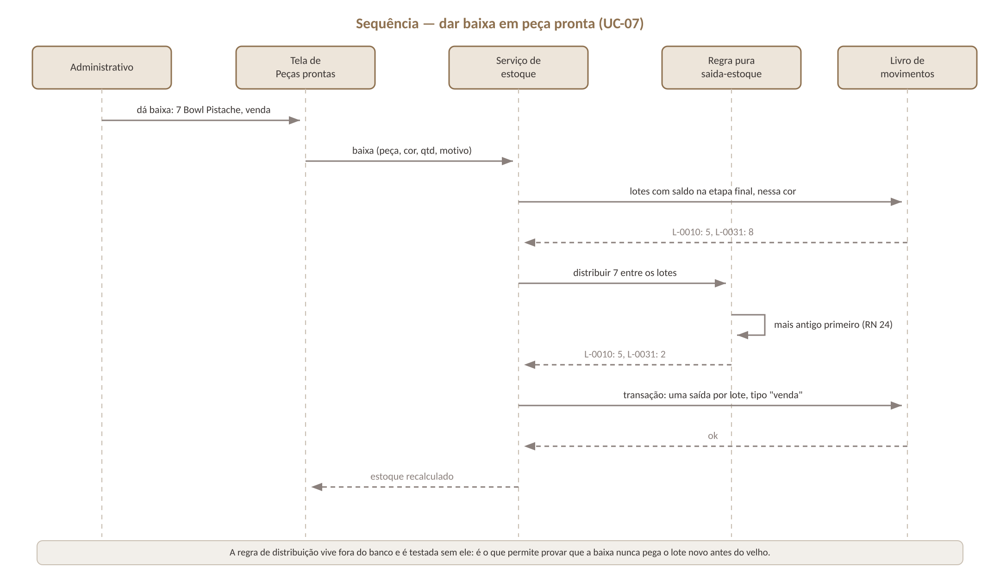 Sequência — dar baixa em peça pronta (UC-07)
Administrativo
Tela de
Peças prontas
Serviço de
estoque
Regra pura
saida-estoque
Livro de
movimentos
dá baixa: 7 Bowl Pistache, venda
baixa (peça, cor, qtd, motivo)
lotes com saldo na etapa final, nessa cor
L-0010: 5, L-0031: 8
distribuir 7 entre os lotes
mais antigo primeiro (RN 24)
L-0010: 5, L-0031: 2
transação: uma saída por lote, tipo "venda"
ok
estoque recalculado
A regra de distribuição vive fora do banco e é testada sem ele: é o que permite provar que a baixa nunca pega o lote novo antes do velho.